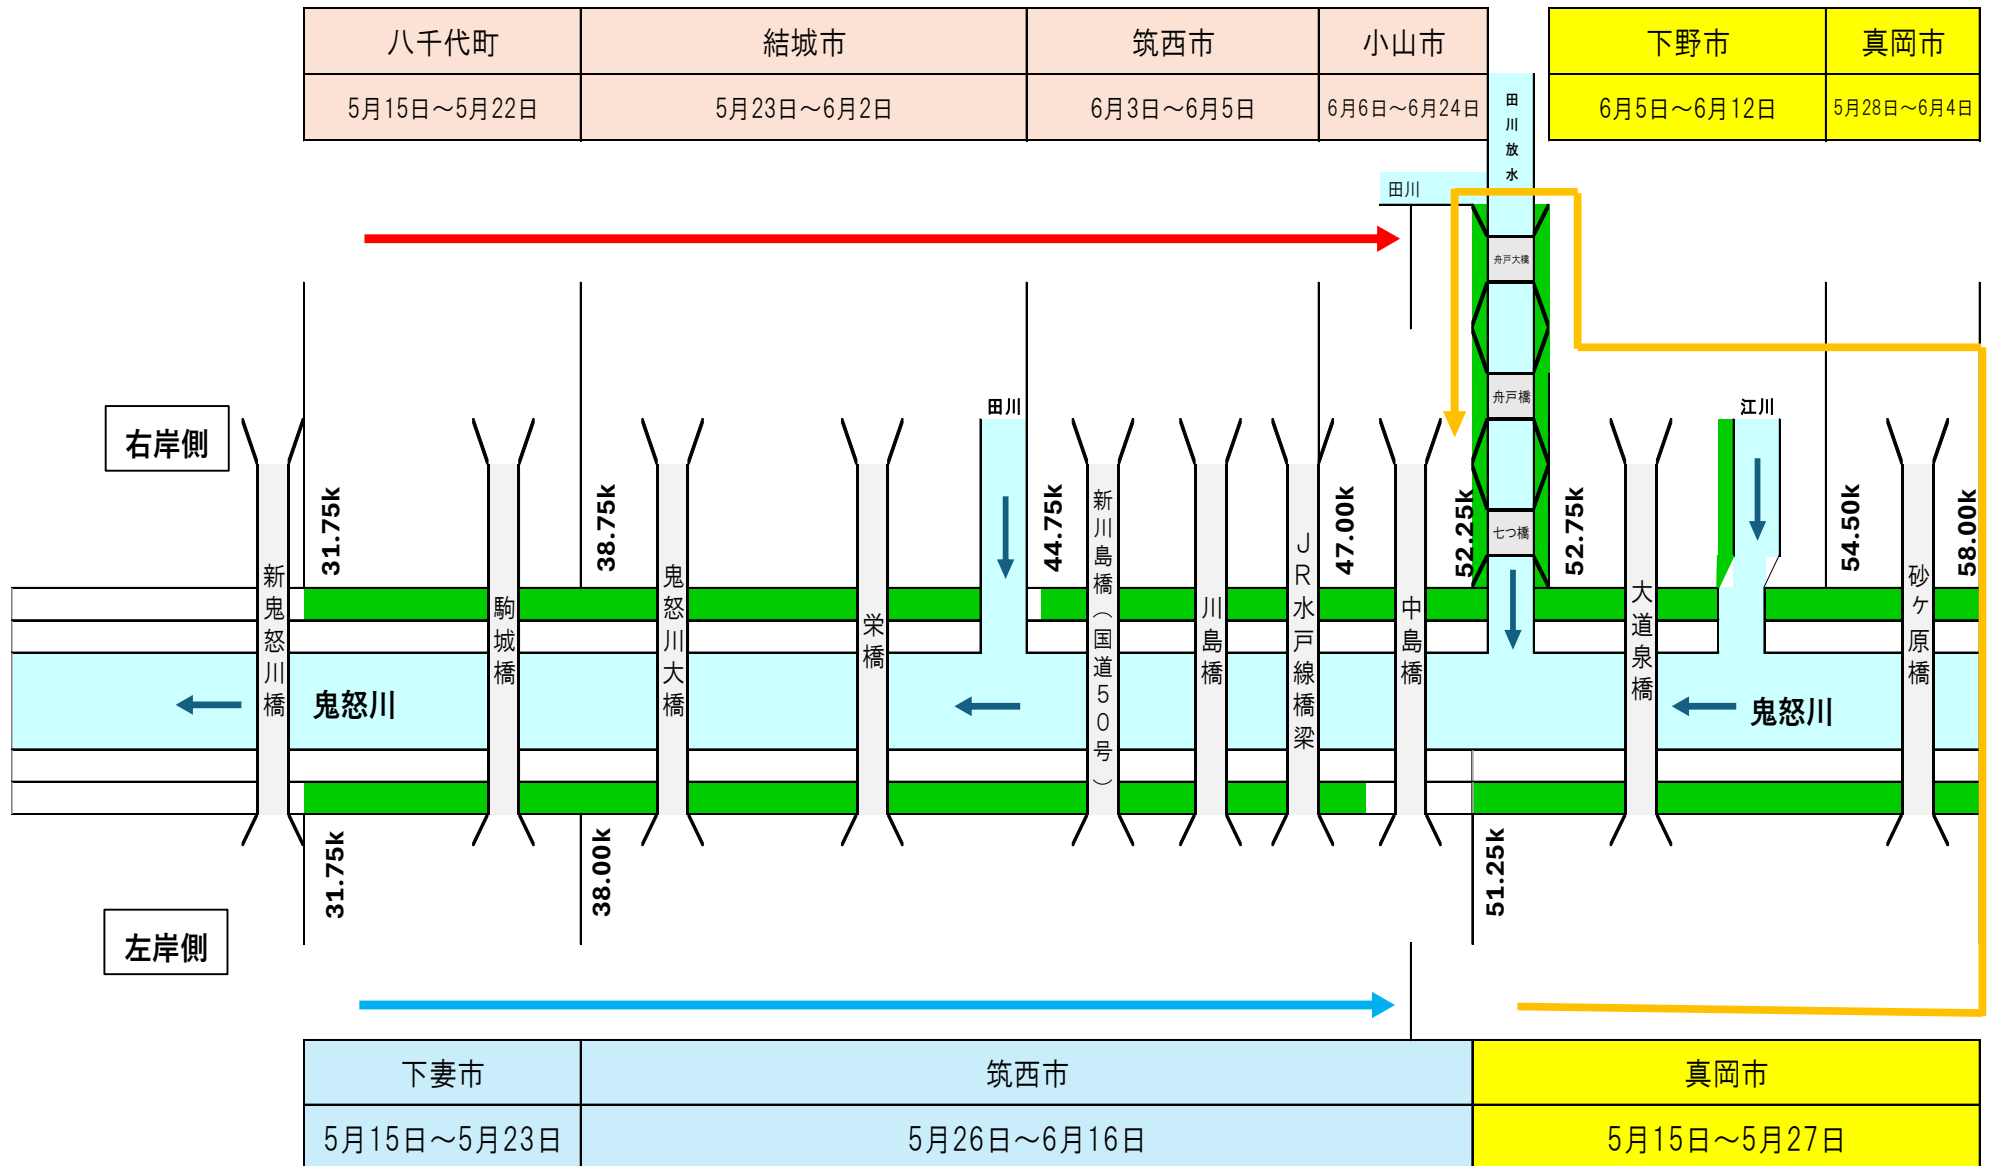 八千代町
結城市
筑西市
小山市
下野市
真岡市
5月15日～5月22日
5月23日～6月2日
6月3日～6月5日
6月6日～6月24日
6月5日～6月12日
5月28日～6月4日
田川放水
田川
舟戸大橋
舟戸橋
七つ橋
田川
江川
右岸側
31.75k
38.75k
44.75k
47.00k
52.25k
52.75k
54.50k
58.00k
新鬼怒川橋
駒城橋
鬼怒川大橋
栄橋
新川島橋（国道５０号）
川島橋
ＪＲ水戸線橋梁
中島橋
大道泉橋
砂ヶ原橋
鬼怒川
鬼怒川
31.75k
38.00k
51.25k
左岸側
下妻市
筑西市
真岡市
5月15日～5月23日
5月26日～6月16日
5月15日～5月27日